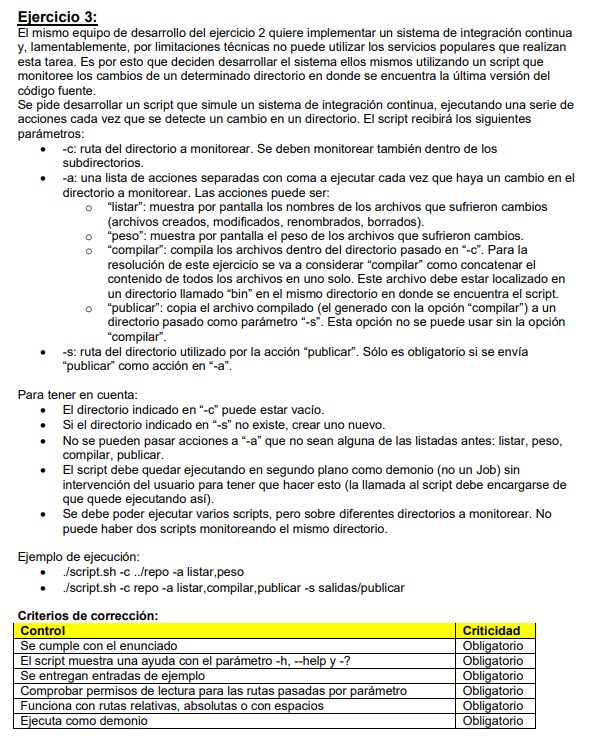 Ejercicio 3:
El mismo equipo de desarrollo del ejercicio 2 quiere implementar un sistema de integración continua
y, lamentablemente, por limitaciones técnicas no puede utilizar los servicios populares que realizan
esta tarea. Es por esto que deciden desarrollar el sistema ellos mismos utilizando un script que
monitoree los cambios de un determinado directorio en donde se encuentra la última versión del
código fuente.
Se pide desarrollar un script que simule un sistema de integración continua, ejecutando una serie de
acciones cada vez que se detecte un cambio en un directorio. El script recibirá los siguientes
parámetros:
• -c: ruta del directorio a monitorear. Se deben monitorear también dentro de los
subdirectorios.
• -a: una lista de acciones separadas con coma a ejecutar cada vez que haya un cambio en el
directorio a monitorear. Las acciones puede ser:
o “listar”: muestra por pantalla los nombres de los archivos que sufrieron cambios
(archivos creados, modificados, renombrados, borrados).
o “peso”: muestra por pantalla el peso de los archivos que sufrieron cambios.
o “compilar”: compila los archivos dentro del directorio pasado en “-c”. Para la
resolución de este ejercicio se va a considerar “compilar” como concatenar el
contenido de todos los archivos en uno solo. Este archivo debe estar localizado en
un directorio llamado “bin” en el mismo directorio en donde se encuentra el script.
o “publicar”: copia el archivo compilado (el generado con la opción “compilar”) a un
directorio pasado como parámetro “-s”. Esta opción no se puede usar sin la opción
“compilar”.
• -s: ruta del directorio utilizado por la acción “publicar”. Sólo es obligatorio si se envía
“publicar” como acción en “-a”.
Para tener en cuenta:
• El directorio indicado en “-c” puede estar vacío.
• Si el directorio indicado en “-s” no existe, crear uno nuevo.
• No se pueden pasar acciones a “-a” que no sean alguna de las listadas antes: listar, peso,
compilar, publicar.
• El script debe quedar ejecutando en segundo plano como demonio (no un Job) sin
intervención del usuario para tener que hacer esto (la llamada al script debe encargarse de
que quede ejecutando así).
• Se debe poder ejecutar varios scripts, pero sobre diferentes directorios a monitorear. No
puede haber dos scripts monitoreando el mismo directorio.
Ejemplo de ejecución:
• ./script.sh -c ../repo -a listar,peso
• ./script.sh -c repo -a listar,compilar,publicar -s salidas/publicar
Criterios de corrección:
Control Criticidad
Se cumple con el enunciado Obligatorio
El script muestra una ayuda con el parámetro -h, --help y -? Obligatorio
Se entregan entradas de ejemplo Obligatorio
Comprobar permisos de lectura para las rutas pasadas por parámetro Obligatorio
Funciona con rutas relativas, absolutas o con espacios Obligatorio
Ejecuta como demonio Obligatorio